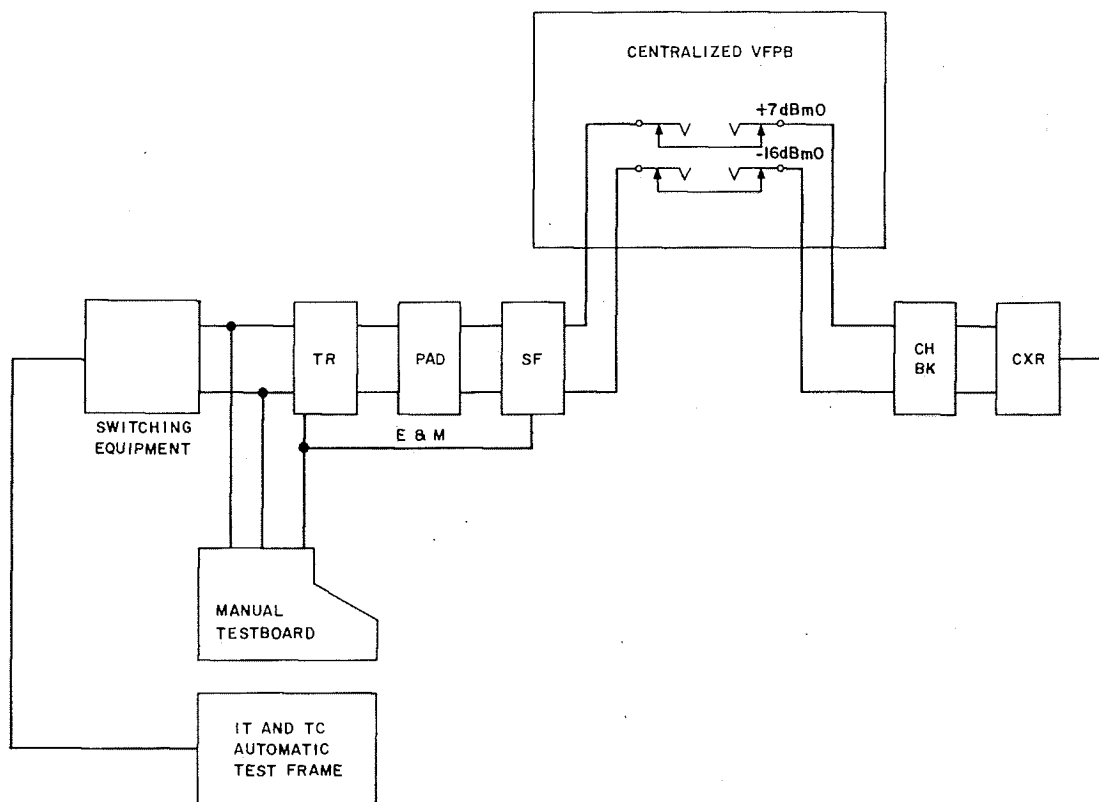 CENTRALIZED VFPB
+7dBm0
-16dBm0
SWITCHING
EQUIPMENT
TR
PAD
SF
CH
BK
CXR
E & M
MANUAL
TESTBOARD
IT AND TC
AUTOMATIC
TEST FRAME